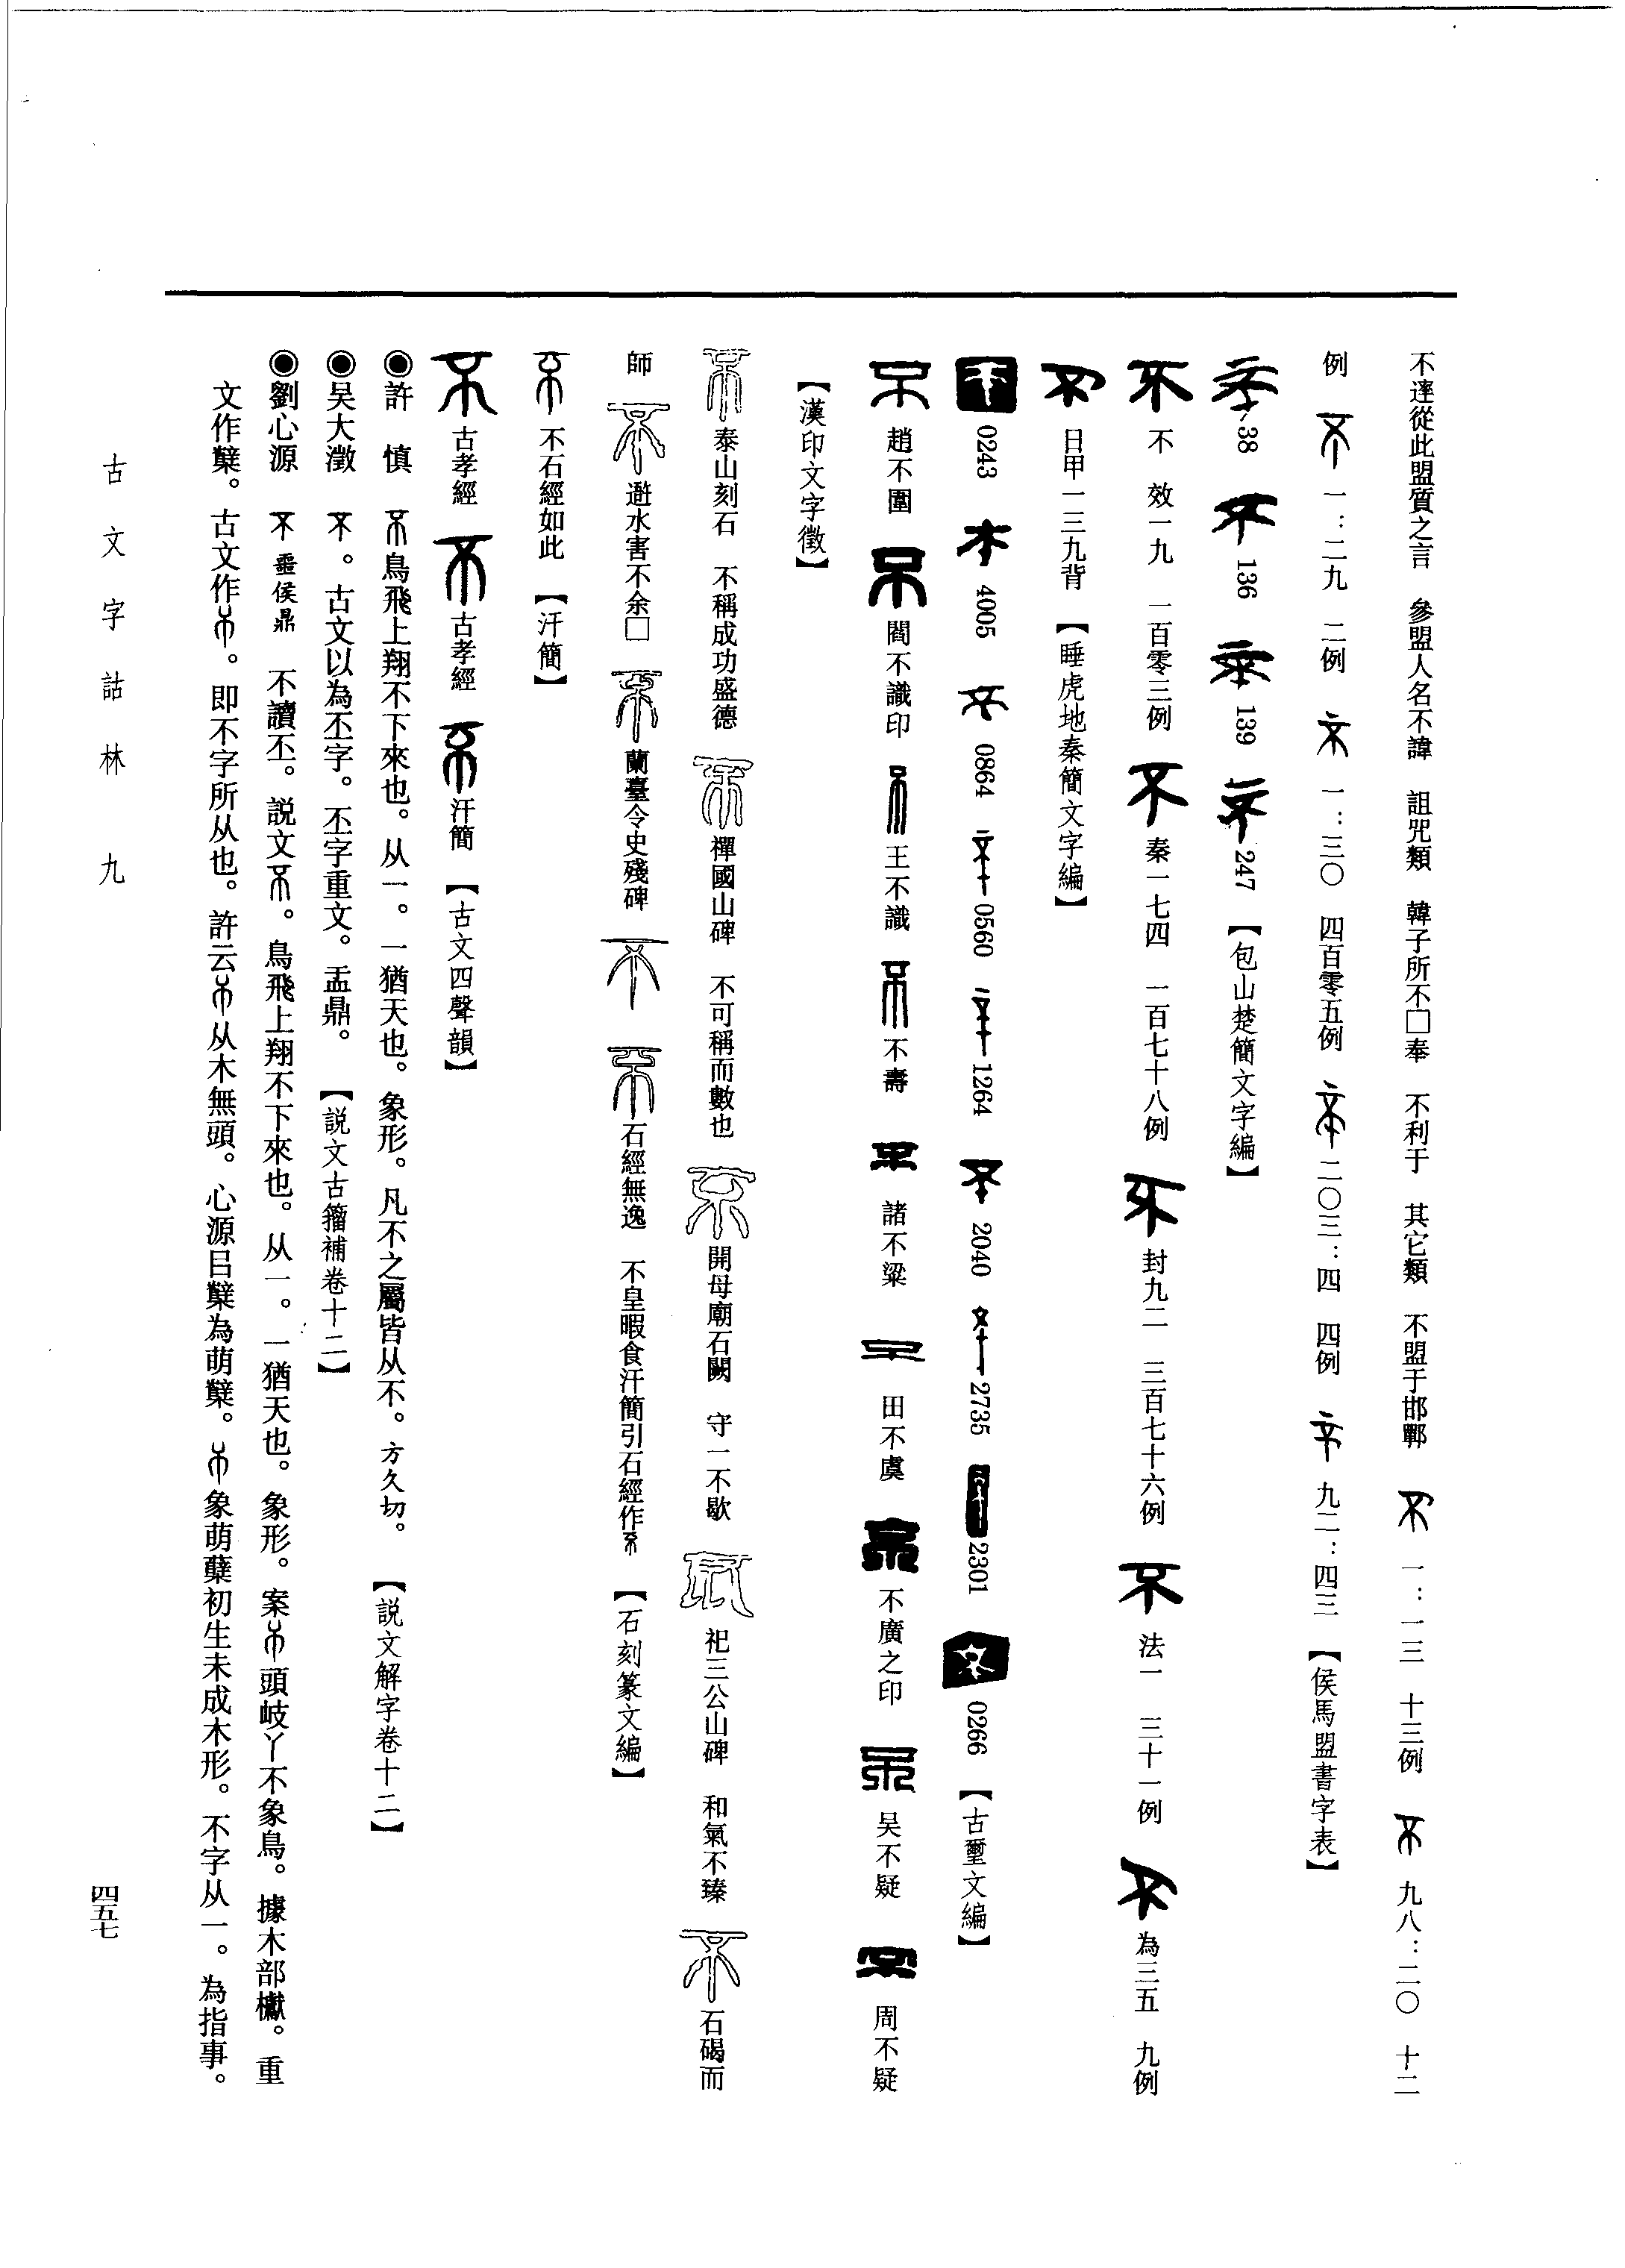 不逹從此盟質之言　參盟人名不諱　詛咒類　韓子所不□奉　不利于　其它類　不盟于邯鄲　一：一三　十三例　九八：二〇　十二
例　一：二九　二例　一：三〇　四百零五例　二〇三：四　四例　九二：四三　【侯馬盟書字表】
38　136　139　247　【包山楚簡文字編】
不　效一九　二百零三例　秦一七四　一百七十八例　封九二　三百七十六例　法一　三十一例　為三五　九例
日甲一三九背　【睡虎地秦簡文字編】
0243　4005　0864　0560　1264　2040　2735　2301　0266　【古璽文編】
趙不圍　閻不識印　王不識　不壽　諸不粱　田不虞　不廣之印　吴不疑　周不疑
【漢印文字徵】
泰山刻石　不稱成功盛德　禪國山碑　不可稱而數也　開母廟石闕　守一不歇　祀三公山碑　和氣不臻　石碣而
師　遊水害不余□　蘭臺令史殘碑　石經無逸　不皇暇食汗簡引石經作　【石刻篆文編】
不石經如此　【汗簡】
古孝經　古孝經　汗簡　【古文四聲韻】
◉許　慎　鳥飛上翔不下來也。从一。一猶天也。象形。凡不之屬皆从不。方久切。　【説文解字卷十二】
◉吴大澂　不。古文以為丕字。丕字重文。盂鼎。　【説文古籀補卷十二】
◉劉心源　不侯鼎　不讀丕。説文。鳥飛上翔不下來也。从一。一猶天也。象形。案頭岐丫不象鳥。據木部櫱。重
文作櫱。古文作。即不字所从也。許云从木無頭。心源㠯櫱為萌櫱。象萌蘖初生未成木形。不字从一。為指事。
古文字詁林　九
四五七